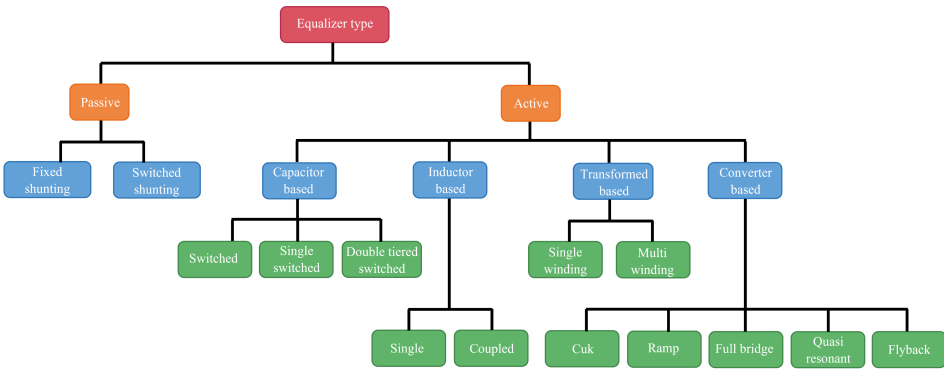 Equalizer type
Passive
Active
Fixed
shunting
Switched
shunting
Capacitor
based
Inductor
based
Transformed
based
Converter
based
Switched
Single
switched
Double tiered
switched
Single
winding
Multi
winding
Single
Coupled
Cuk
Ramp
Full bridge
Quasi
resonant
Flyback